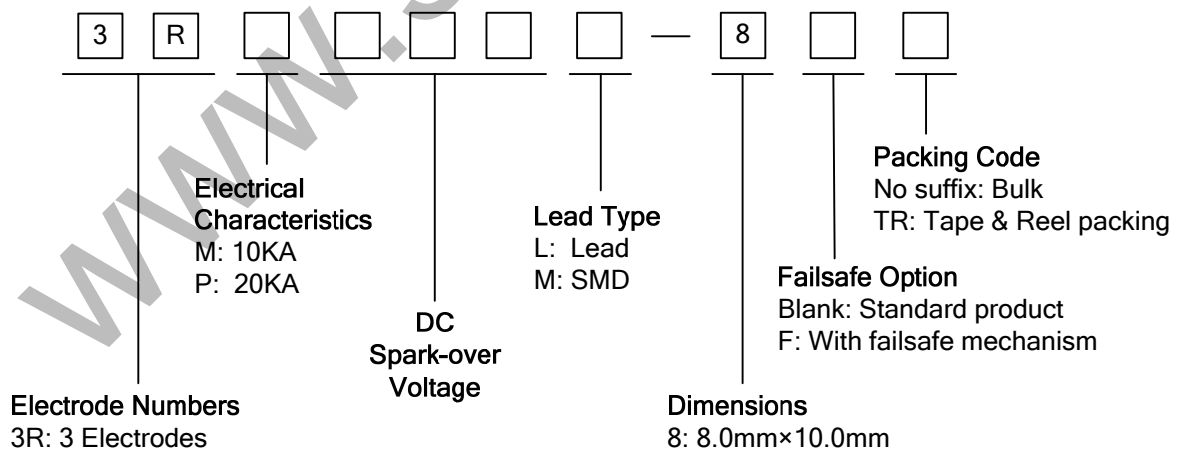 3 R — 8
Packing Code
No suffix: Bulk
TR: Tape & Reel packing
Electrical
Characteristics
M: 10KA
P: 20KA
Lead Type
L: Lead
M: SMD
Failsafe Option
Blank: Standard product
F: With failsafe mechanism
DC
Spark-over
Voltage
Electrode Numbers
3R: 3 Electrodes
Dimensions
8: 8.0mm×10.0mm
www.